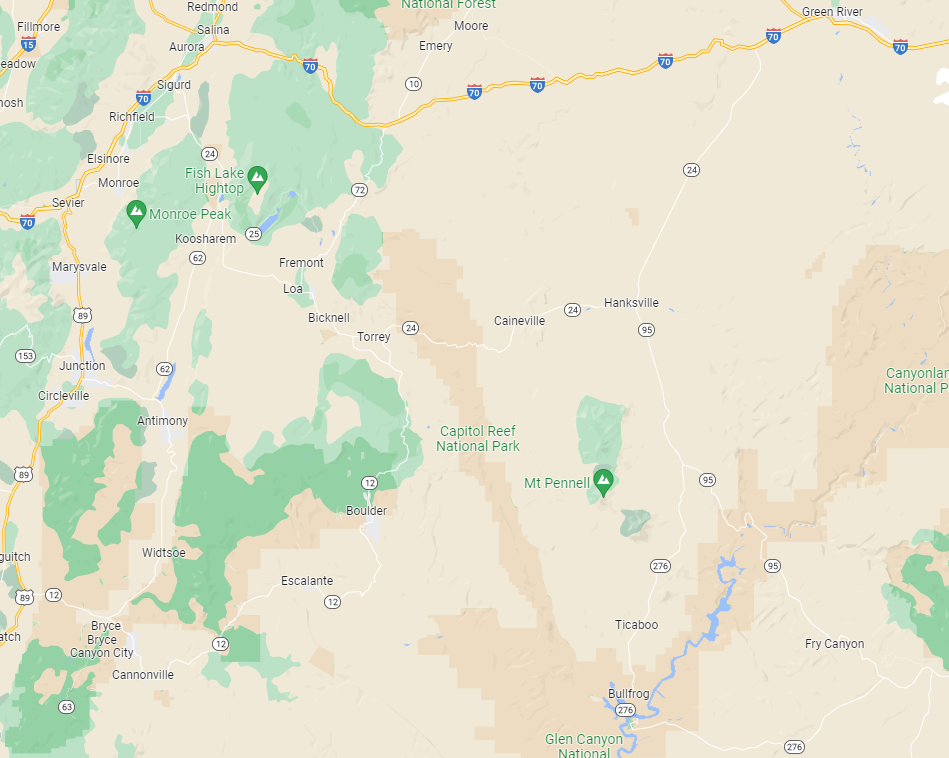 Redmond
National Forest
Green River
Fillmore
Moore
Salina
15
Emery
Aurora
70
70
eadow
70
70
10
Sigurd
70
70
70
nosh
Richfield
24
Elsinore
24
Fish Lake
Hightop
Monroe
72
Sevier
Monroe Peak
70
25
Koosharem
62
Fremont
Marysvale
Loa
Hanksville
24
89
Bicknell
Caineville
24
95
Torrey
153
Junction
62
Canyonlan
National P
Circleville
Antimony
Capitol Reef
National Park
89
12
Mt Pennell
95
Boulder
guitch
Widtsoe
276
95
Escalante
89
12
12
Bryce
Ticaboo
atch
Bryce
Canyon City
12
Fry Canyon
Cannonville
Bullfrog
63
276
Glen Canyon
National
276